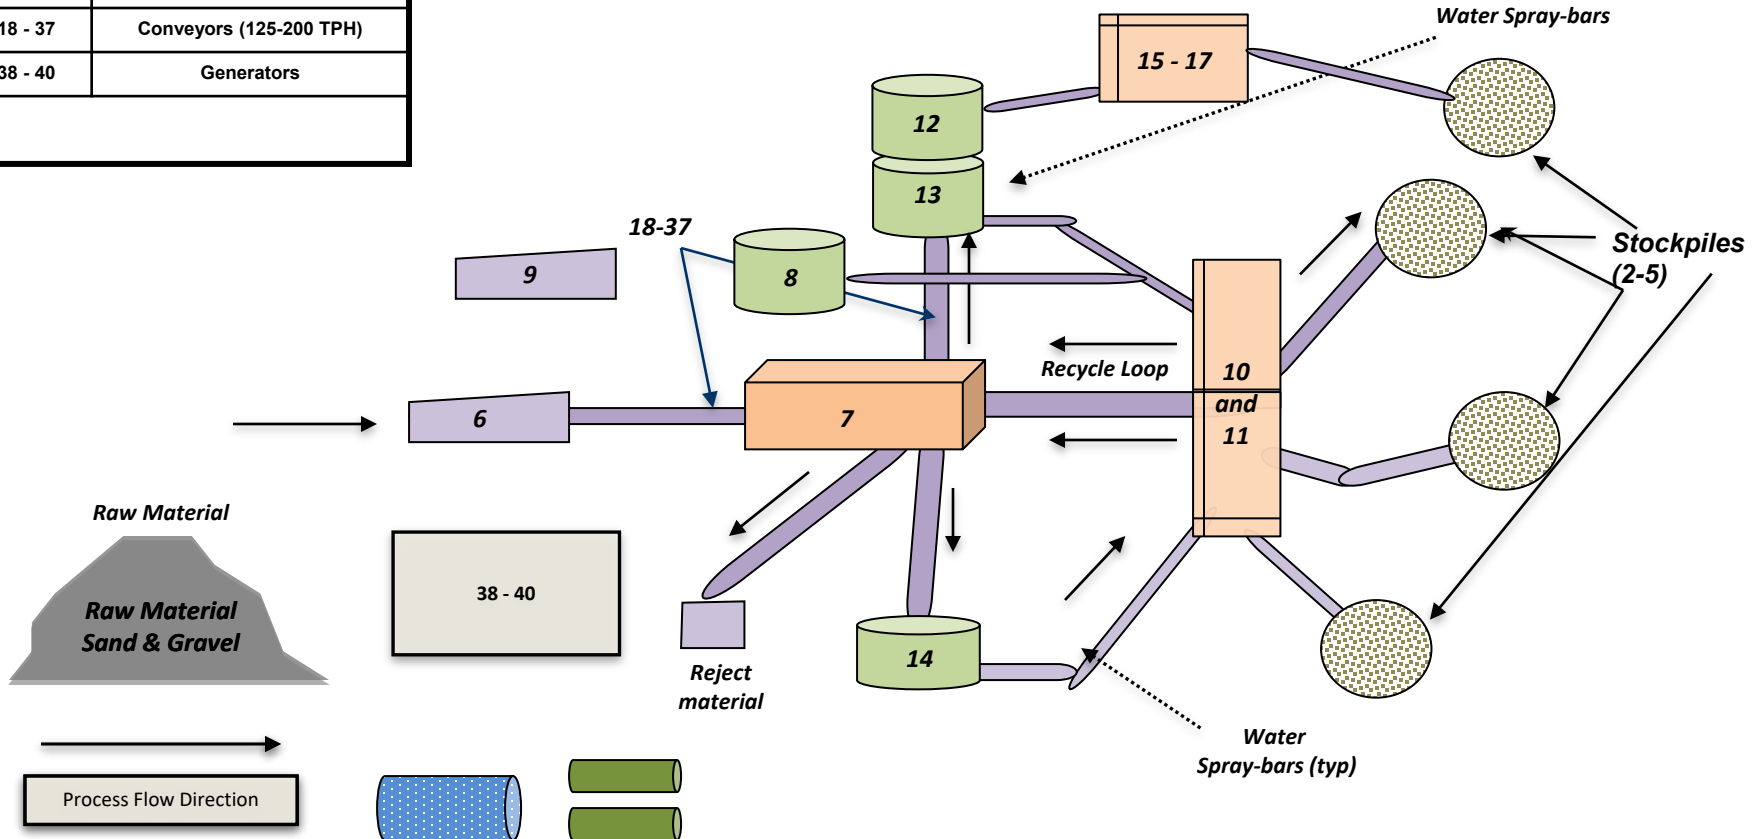 18 - 37 Conveyors (125-200 TPH)
38 - 40 Generators
Water Spray-bars
15 - 17
12
13
18-37
9
8
Stockpiles
(2-5)
Recycle Loop
10
and
11
6
7
Raw Material
Raw Material
Sand & Gravel
38 - 40
14
Reject
material
Water
Spray-bars (typ)
Process Flow Direction